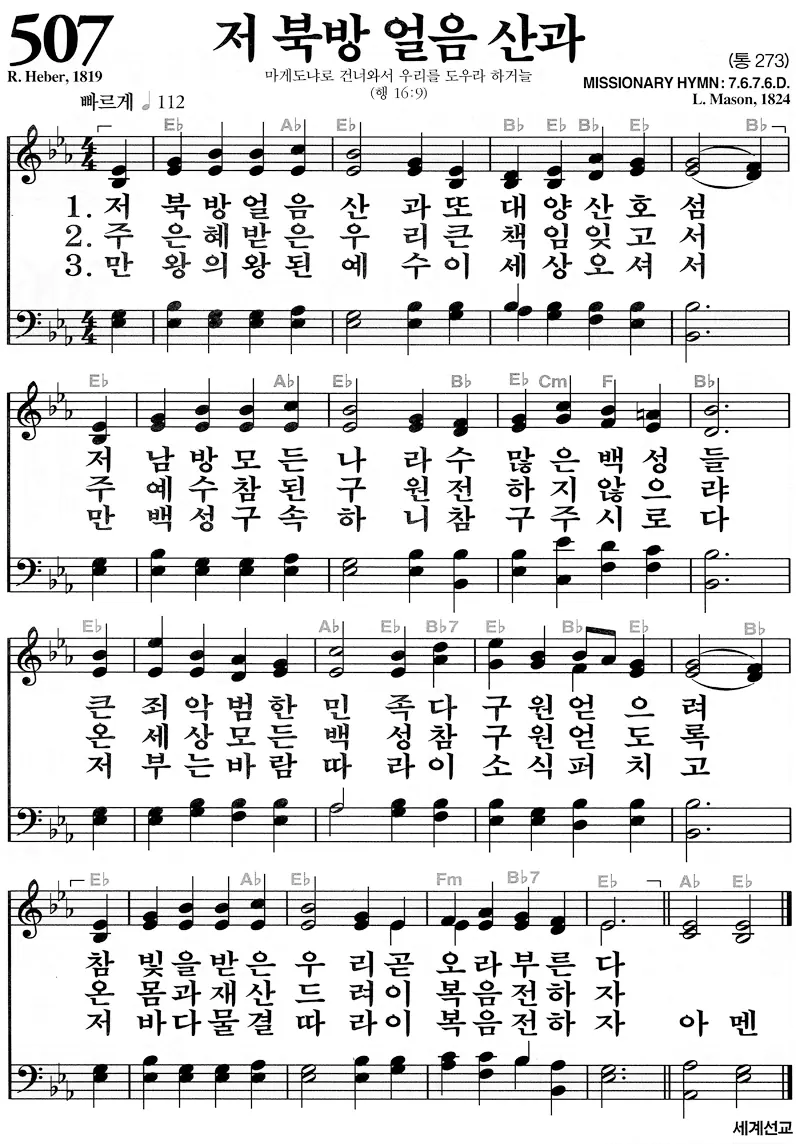 507 저 북방 얼음 산과 (통 273)
R. Heber, 1819 마게도냐로 건너와서 우리를 도우라 하거늘 MISSIONARY HYMN : 7.6.7.6.D.
(행 16:9) L. Mason, 1824
빠르게 ♩ 112
E♭ A♭ E♭ B♭ E♭ B♭ E♭ B♭
4/4
1. 저 북 방 얼 음 산 과 또 대 양 산 호 섬
2. 주 은 혜 받 은 우 리 큰 책 임 잊 고 서
3. 만 왕 의 왕 된 예 수 이 세 상 오 셔 서
4/4
E♭ A♭ E♭ B♭ E♭ Cm F B♭
저 남 방 모 든 나 라 수 많 은 백 성 들
주 예 수 참 된 구 원 전 하 지 않 으 랴
만 백 성 구 속 하 니 참 구 주 시 로 다
E♭ A♭ E♭ B♭7 E♭ B♭ E♭ B♭
큰 죄 악 범 한 민 족 다 구 원 얻 으 려
온 세 상 모 든 백 성 참 구 원 얻 도 록
저 부 는 바 람 따 라 이 소 식 퍼 치 고
E♭ A♭ E♭ Fm B♭7 E♭ A♭ E♭
참 빛 을 받 은 우 리 곧 오 라 부 른 다
온 몸 과 재 산 드 려 이 복 음 전 하 자
저 바 다 물 결 따 라 이 복 음 전 하 자 아 멘
세계선교